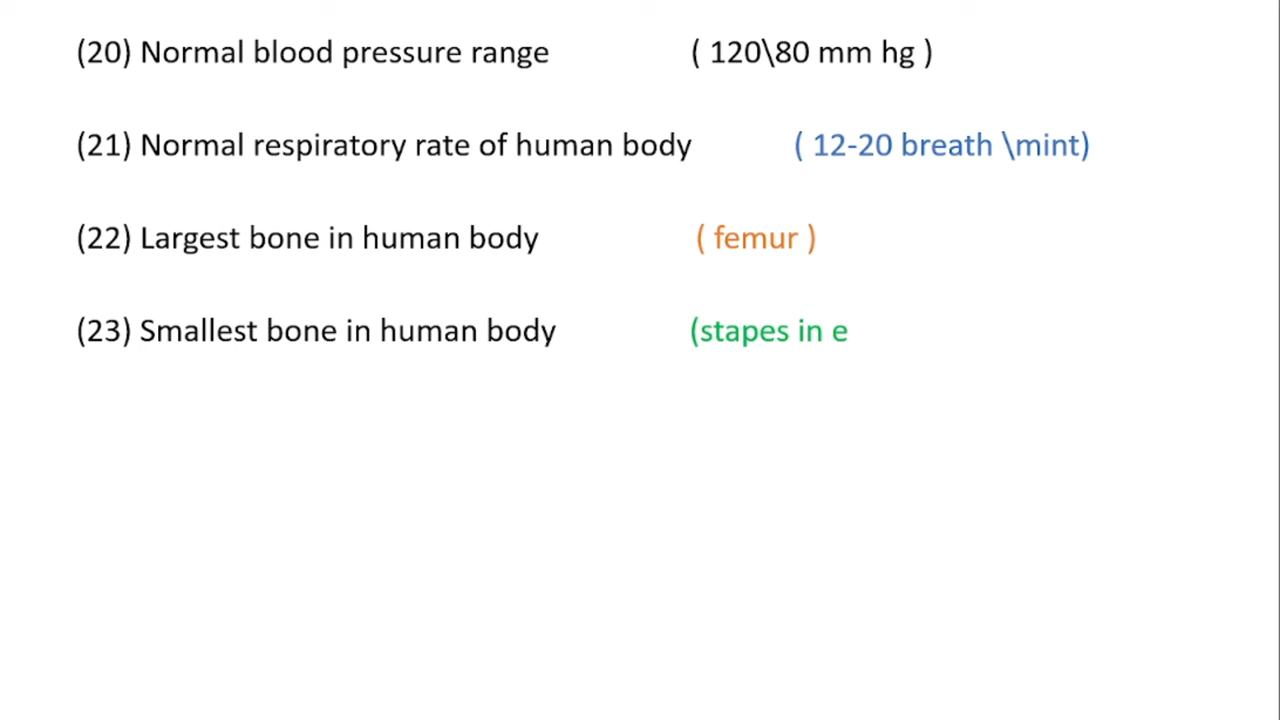 (20) Normal blood pressure range ( 120\80 mm hg )
(21) Normal respiratory rate of human body ( 12-20 breath \mint)
(22) Largest bone in human body ( femur )
(23) Smallest bone in human body (stapes in e